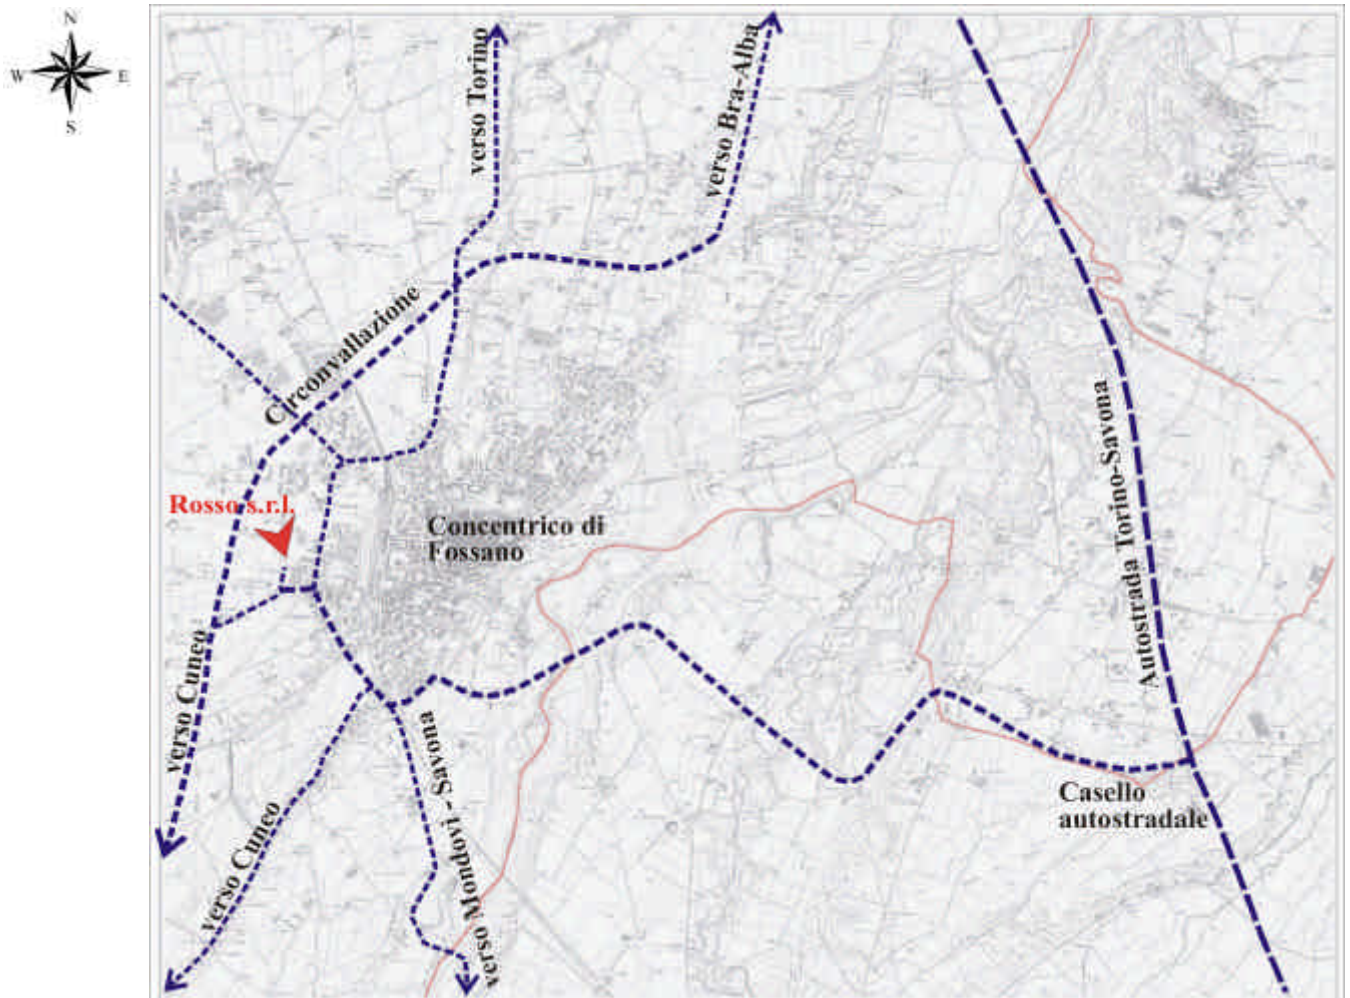 N
W
E
S
verso Torino
verso Bra-Alba
Circonvallazione
Autostrada Torino-Savona
Rosso s.r.l.
Concentrico di
Fossano
verso Cuneo
verso Cuneo
verso Mondovì - Savona
Casello
autostradale